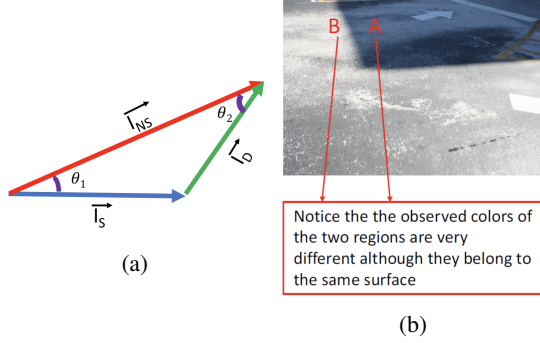 I_NS
θ₂
I_D
θ₁
I_S
(a)
B A
Notice the the observed colors of
the two regions are very
different although they belong to
the same surface
(b)